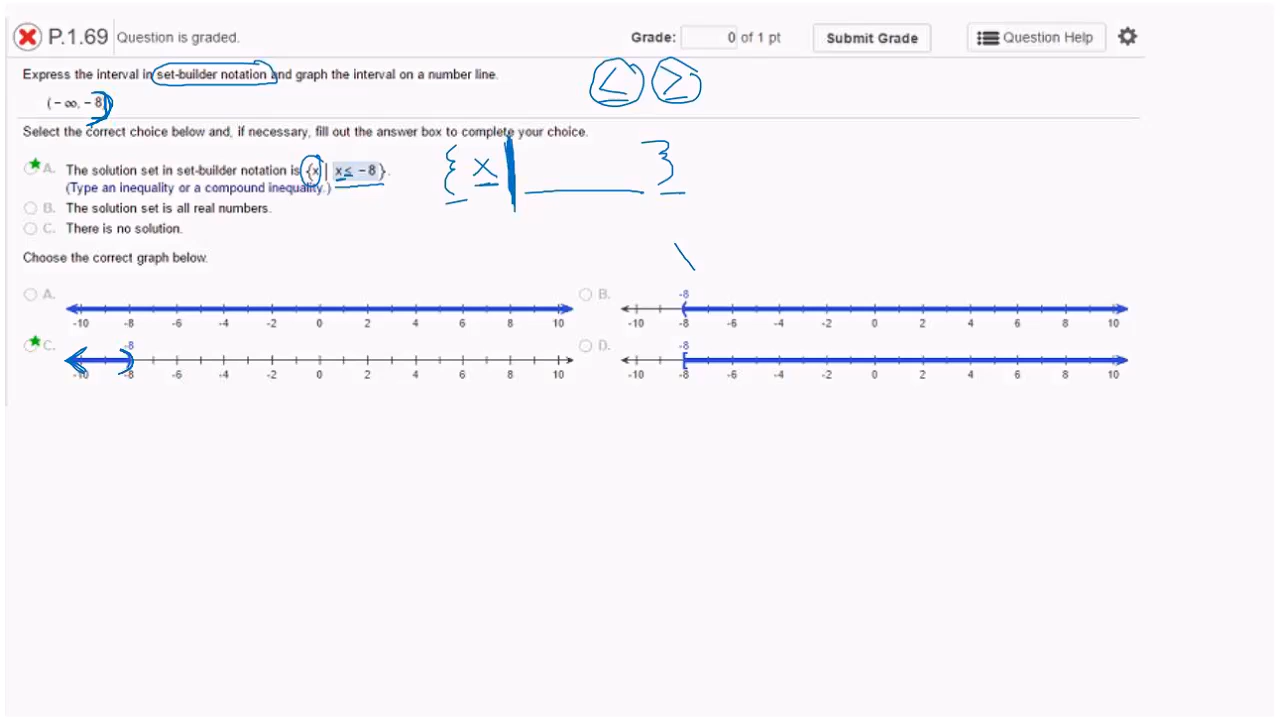 P.1.69 Question is graded. Grade: 0 of 1 pt Submit Grade Question Help
Express the interval in set-builder notation and graph the interval on a number line.
< >
(-∞, -8)
Select the correct choice below and, if necessary, fill out the answer box to complete your choice.
A. The solution set in set-builder notation is {x | x ≤ -8}.
{ x | }
(Type an inequality or a compound inequality.)
B. The solution set is all real numbers.
C. There is no solution.
Choose the correct graph below.
A.
-10 -8 -6 -4 -2 0 2 4 6 8 10
B.
-8
-10 -8 -6 -4 -2 0 2 4 6 8 10
C.
-8
-10 -8 -6 -4 -2 0 2 4 6 8 10
D.
-8
-10 -8 -6 -4 -2 0 2 4 6 8 10